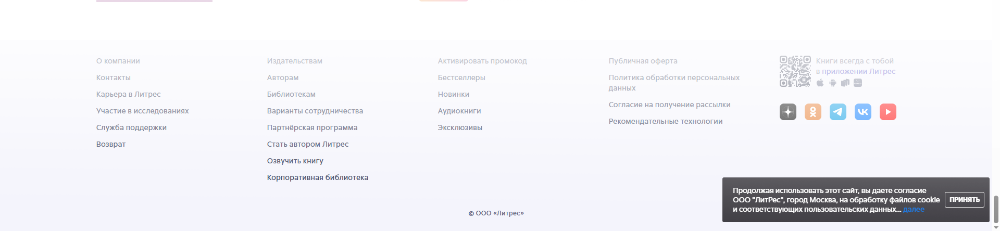 О компании
Контакты
Карьера в Литрес
Участие в исследованиях
Служба поддержки
Возврат
Издательствам
Авторам
Библиотекам
Варианты сотрудничества
Партнёрская программа
Стать автором Литрес
Озвучить книгу
Корпоративная библиотека
Активировать промокод
Бестселлеры
Новинки
Аудиокниги
Эксклюзивы
Публичная оферта
Политика обработки персональных
данных
Согласие на получение рассылки
Рекомендательные технологии
Книги всегда с тобой
в приложении Литрес
Продолжая использовать этот сайт, вы даете согласие
ООО "ЛитРес", город Москва, на обработку файлов cookie
и соответствующих пользовательских данных... далее
ПРИНЯТЬ
© ООО «Литрес»